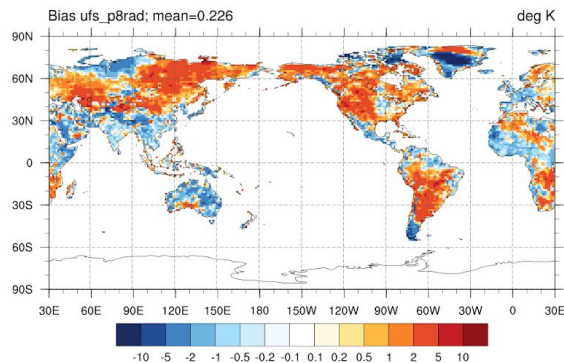 Bias ufs_p8rad; mean=0.226 deg K
90N
60N
30N
0
30S
60S
90S
30E 60E 90E 120E 150E 180 150W 120W 90W 60W 30W 0 30E
-10 -5 -2 -1 -0.5 -0.2 -0.1 0.1 0.2 0.5 1 2 5 10